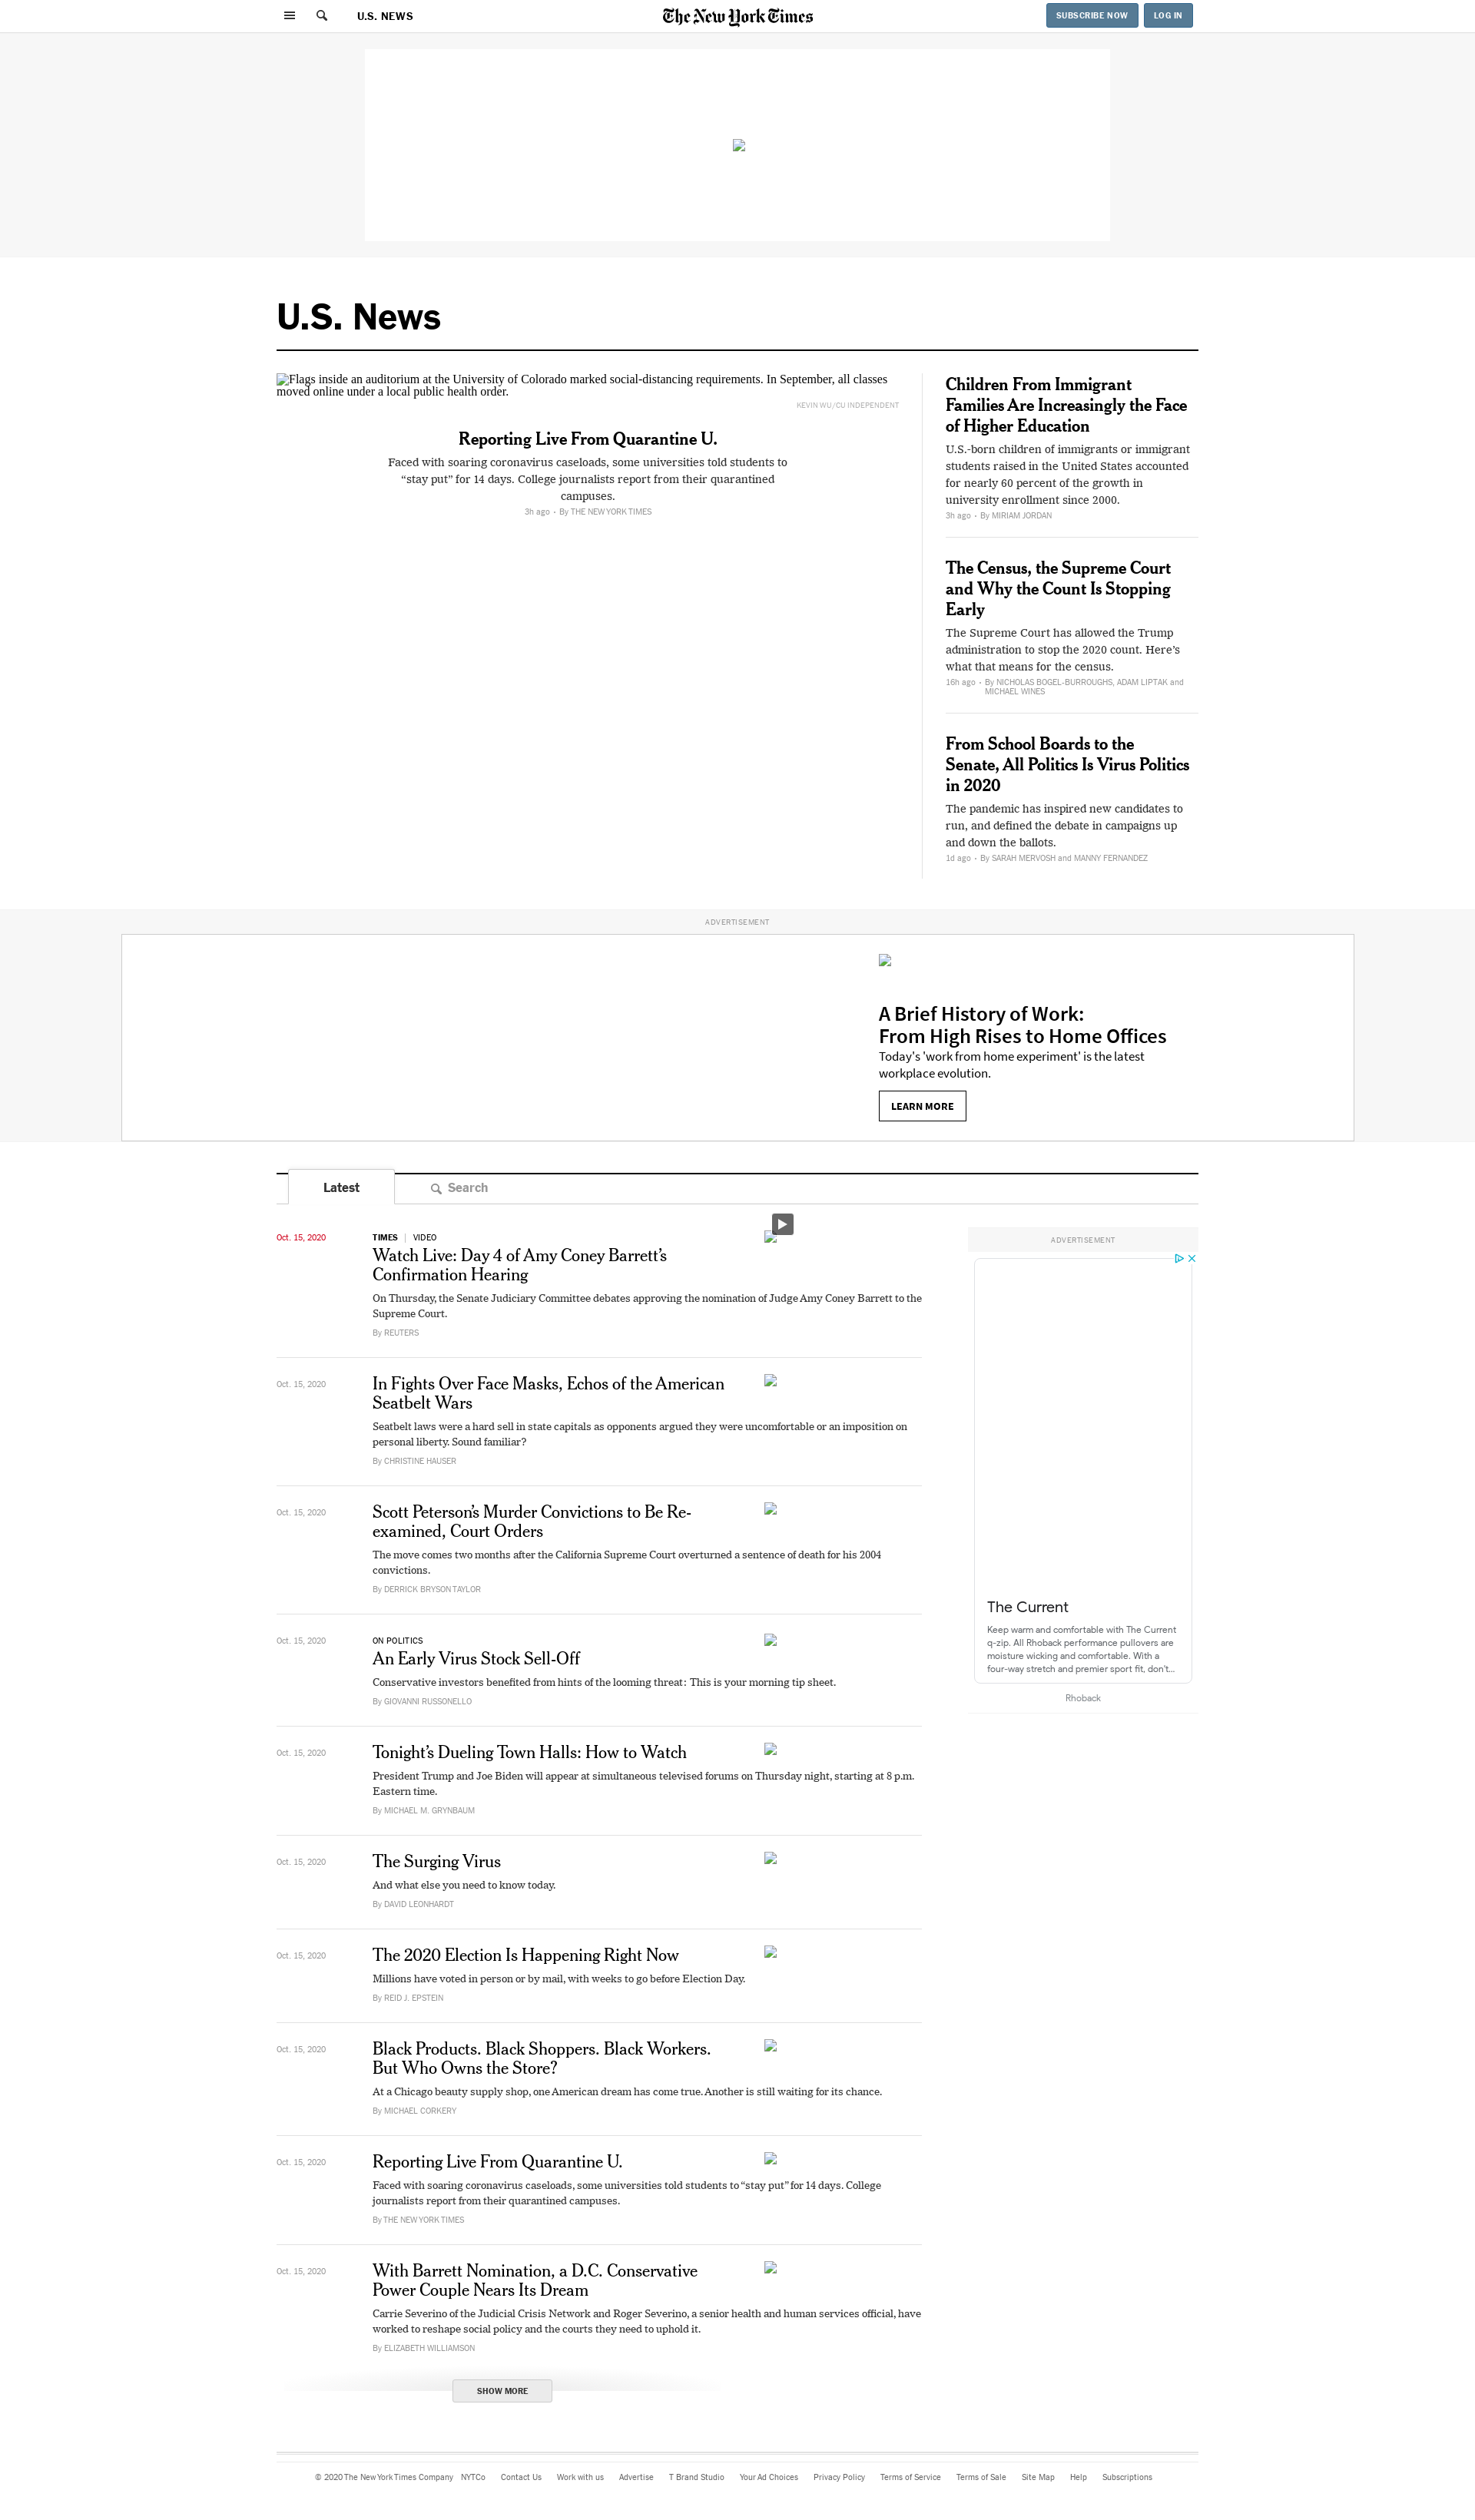 U.S. NEWS
The New York Times
SUBSCRIBE NOW
LOG IN
U.S. News
Flags inside an auditorium at the University of Colorado marked social-distancing requirements. In September, all classes
moved online under a local public health order.
KEVIN WU/CU INDEPENDENT
Reporting Live From Quarantine U.
Faced with soaring coronavirus caseloads, some universities told students to
“stay put” for 14 days. College journalists report from their quarantined
campuses.
3h ago • By THE NEW YORK TIMES
Children From Immigrant
Families Are Increasingly the Face
of Higher Education
U.S.-born children of immigrants or immigrant
students raised in the United States accounted
for nearly 60 percent of the growth in
university enrollment since 2000.
3h ago • By MIRIAM JORDAN
The Census, the Supreme Court
and Why the Count Is Stopping
Early
The Supreme Court has allowed the Trump
administration to stop the 2020 count. Here’s
what that means for the census.
16h ago • By NICHOLAS BOGEL-BURROUGHS, ADAM LIPTAK and
MICHAEL WINES
From School Boards to the
Senate, All Politics Is Virus Politics
in 2020
The pandemic has inspired new candidates to
run, and defined the debate in campaigns up
and down the ballots.
1d ago • By SARAH MERVOSH and MANNY FERNANDEZ
ADVERTISEMENT
A Brief History of Work:
From High Rises to Home Offices
Today's 'work from home experiment' is the latest
workplace evolution.
LEARN MORE
Latest
Search
Oct. 15, 2020
TIMES | VIDEO
Watch Live: Day 4 of Amy Coney Barrett’s
Confirmation Hearing
On Thursday, the Senate Judiciary Committee debates approving the nomination of Judge Amy Coney Barrett to the
Supreme Court.
By REUTERS
Oct. 15, 2020
In Fights Over Face Masks, Echos of the American
Seatbelt Wars
Seatbelt laws were a hard sell in state capitals as opponents argued they were uncomfortable or an imposition on
personal liberty. Sound familiar?
By CHRISTINE HAUSER
Oct. 15, 2020
Scott Peterson’s Murder Convictions to Be Re-
examined, Court Orders
The move comes two months after the California Supreme Court overturned a sentence of death for his 2004
convictions.
By DERRICK BRYSON TAYLOR
Oct. 15, 2020
ON POLITICS
An Early Virus Stock Sell-Off
Conservative investors benefited from hints of the looming threat: This is your morning tip sheet.
By GIOVANNI RUSSONELLO
Oct. 15, 2020
Tonight’s Dueling Town Halls: How to Watch
President Trump and Joe Biden will appear at simultaneous televised forums on Thursday night, starting at 8 p.m.
Eastern time.
By MICHAEL M. GRYNBAUM
Oct. 15, 2020
The Surging Virus
And what else you need to know today.
By DAVID LEONHARDT
Oct. 15, 2020
The 2020 Election Is Happening Right Now
Millions have voted in person or by mail, with weeks to go before Election Day.
By REID J. EPSTEIN
Oct. 15, 2020
Black Products. Black Shoppers. Black Workers.
But Who Owns the Store?
At a Chicago beauty supply shop, one American dream has come true. Another is still waiting for its chance.
By MICHAEL CORKERY
Oct. 15, 2020
Reporting Live From Quarantine U.
Faced with soaring coronavirus caseloads, some universities told students to “stay put” for 14 days. College
journalists report from their quarantined campuses.
By THE NEW YORK TIMES
Oct. 15, 2020
With Barrett Nomination, a D.C. Conservative
Power Couple Nears Its Dream
Carrie Severino of the Judicial Crisis Network and Roger Severino, a senior health and human services official, have
worked to reshape social policy and the courts they need to uphold it.
By ELIZABETH WILLIAMSON
SHOW MORE
ADVERTISEMENT
The Current
Keep warm and comfortable with The Current
q-zip. All Rhoback performance pullovers are
moisture wicking and comfortable. With a
four-way stretch and premier sport fit, don't...
Rhoback
© 2020 The New York Times Company NYTCo Contact Us Work with us Advertise T Brand Studio Your Ad Choices Privacy Policy Terms of Service Terms of Sale Site Map Help Subscriptions